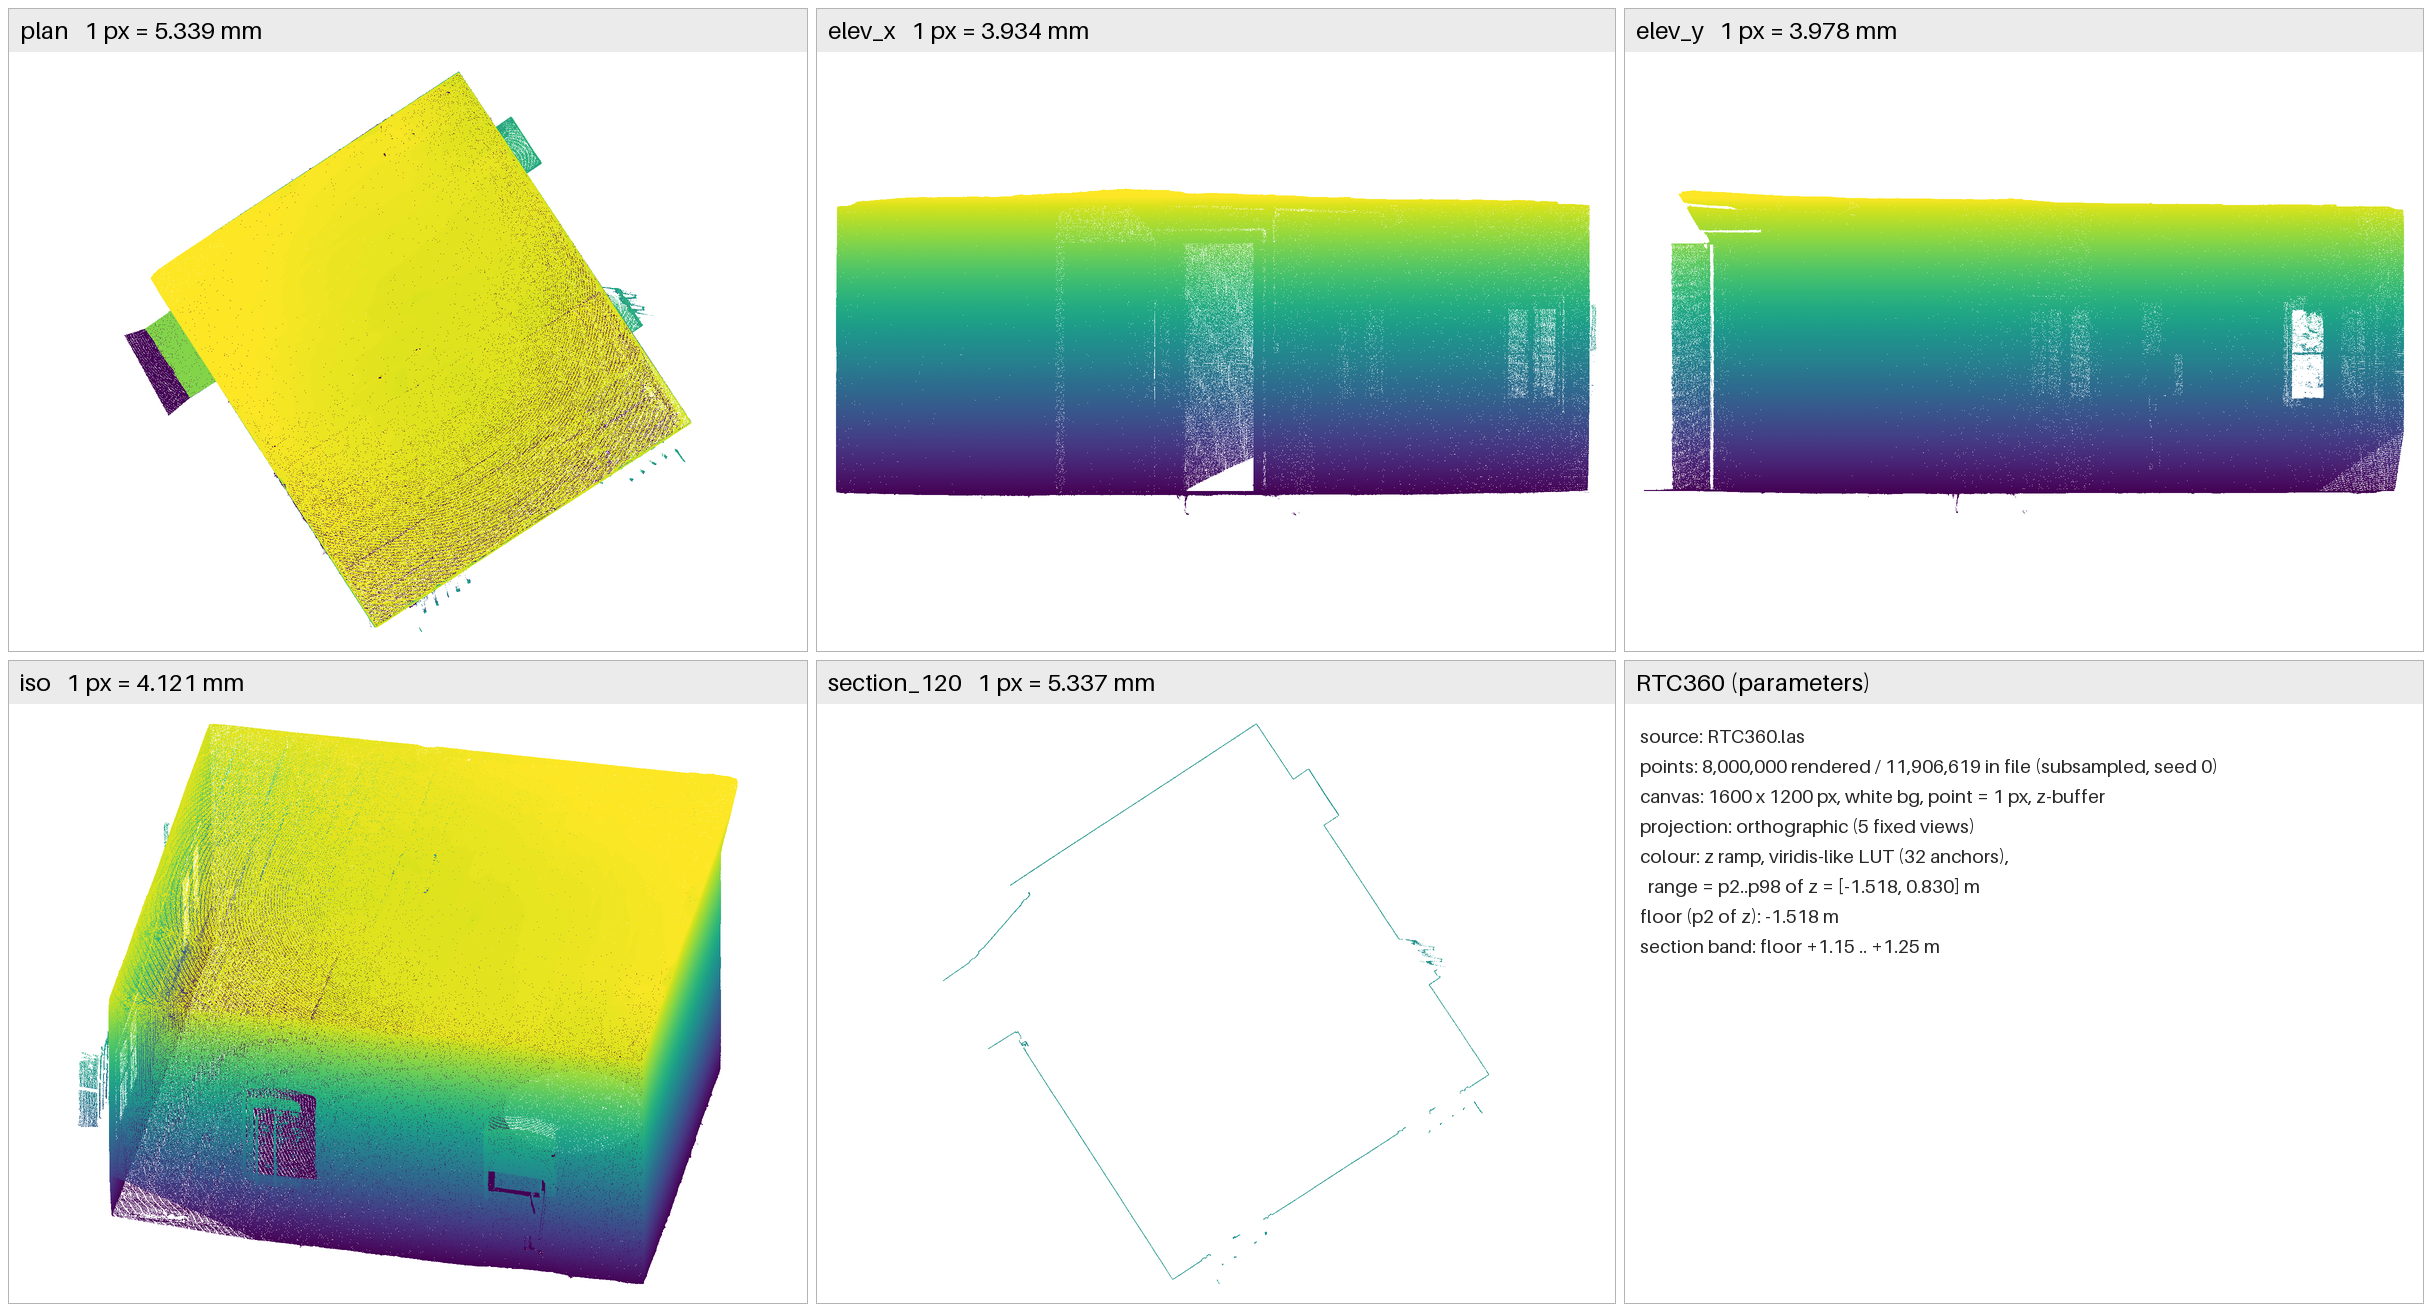 plan 1 px = 5.339 mm
elev_x 1 px = 3.934 mm
elev_y 1 px = 3.978 mm
iso 1 px = 4.121 mm
section_120 1 px = 5.337 mm
RTC360 (parameters)
source: RTC360.las
points: 8,000,000 rendered / 11,906,619 in file (subsampled, seed 0)
canvas: 1600 x 1200 px, white bg, point = 1 px, z-buffer
projection: orthographic (5 fixed views)
colour: z ramp, viridis-like LUT (32 anchors),
range = p2..p98 of z = [-1.518, 0.830] m
floor (p2 of z): -1.518 m
section band: floor +1.15 .. +1.25 m